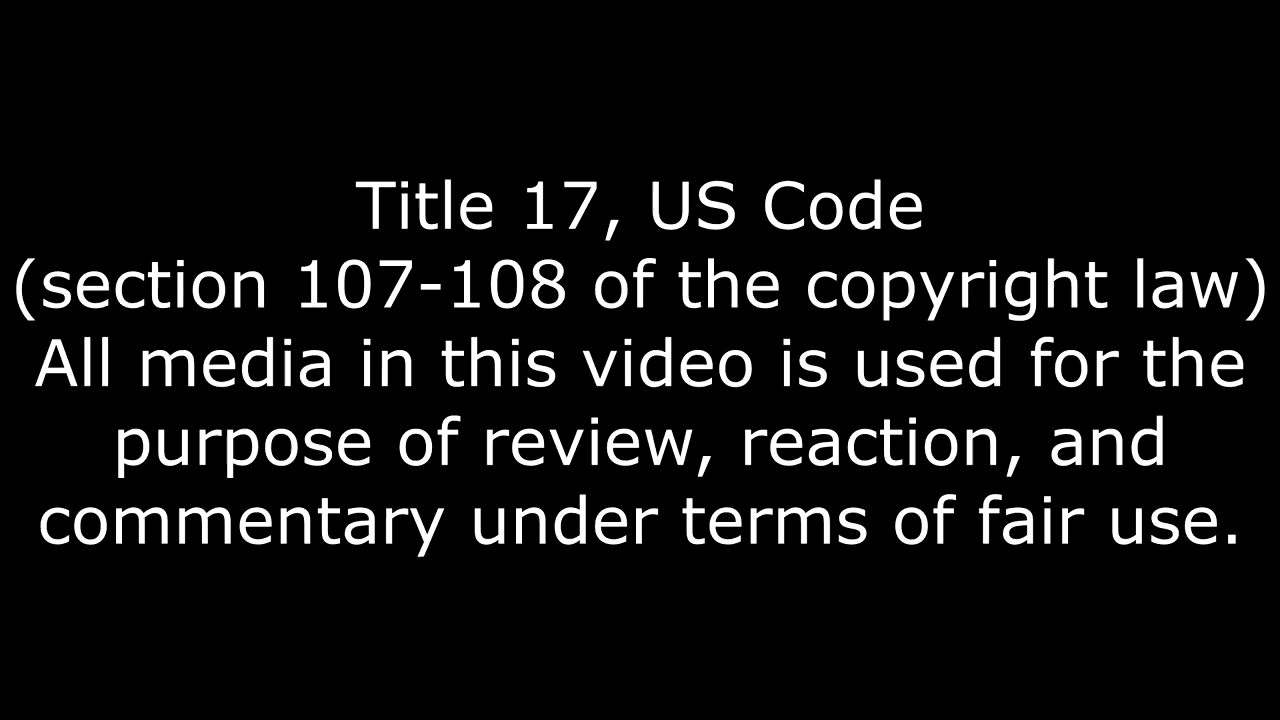 Title 17, US Code
(section 107-108 of the copyright law)
All media in this video is used for the
purpose of review, reaction, and
commentary under terms of fair use.